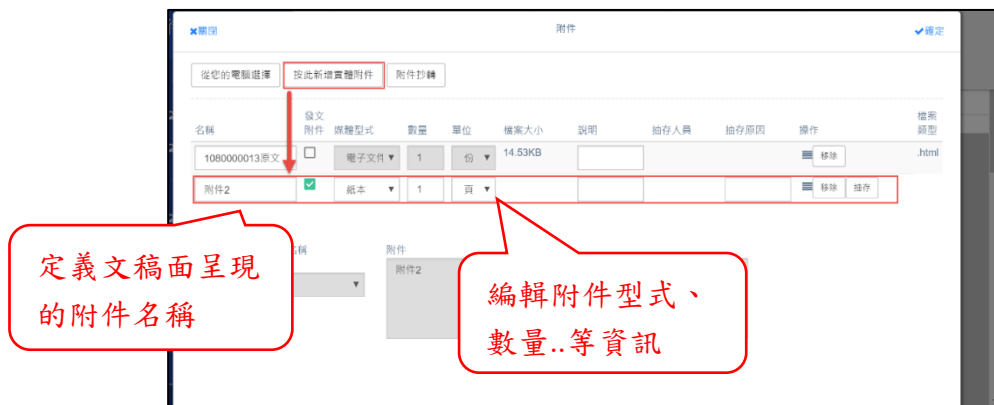 ✖關閉 附件 ✔確定
從您的電腦選擇 按此新增實體附件 附件抄轉
名稱 發文附件 媒體型式 數量 單位 檔案大小 說明 抽存人員 抽存原因 操作 檔案類型
1080000013原文 電子文件 1 份 14.53KB 移除 .html
附件2 紙本 1 頁 移除 抽存
名稱 附件
附件2
定義文稿面呈現
的附件名稱
編輯附件型式、
數量..等資訊